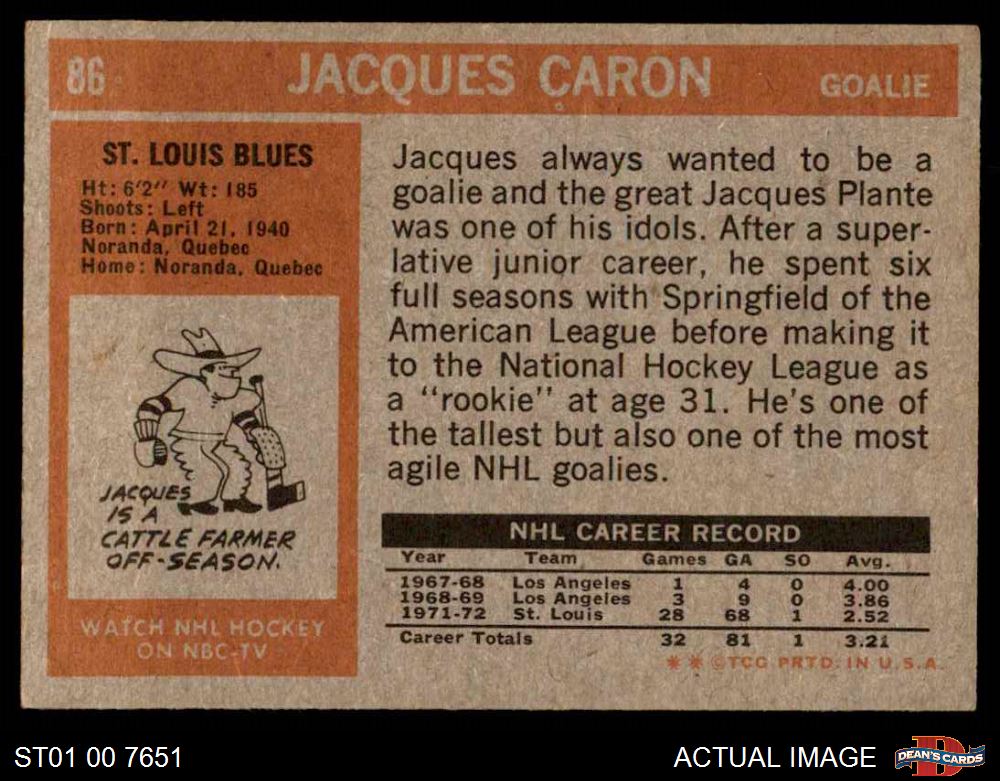 86 JACQUES CARON GOALIE
ST. LOUIS BLUES
Ht: 6'2" Wt: 185
Shoots: Left
Born: April 21, 1940
Noranda, Quebec
Home: Noranda, Quebec
JACQUES
IS A
CATTLE FARMER
OFF-SEASON.
WATCH NHL HOCKEY
ON NBC-TV
Jacques always wanted to be a
goalie and the great Jacques Plante
was one of his idols. After a super-
lative junior career, he spent six
full seasons with Springfield of the
American League before making it
to the National Hockey League as
a "rookie" at age 31. He's one of
the tallest but also one of the most
agile NHL goalies.
NHL CAREER RECORD
Year Team Games GA SO Avg.
1967-68 Los Angeles 1 4 0 4.00
1968-69 Los Angeles 3 9 0 3.86
1971-72 St. Louis 28 68 1 2.52
Career Totals 32 81 1 3.21
**©TCG PRTD. IN U.S.A.
ST01 00 7651
ACTUAL IMAGE
D
DEAN'S CARDS